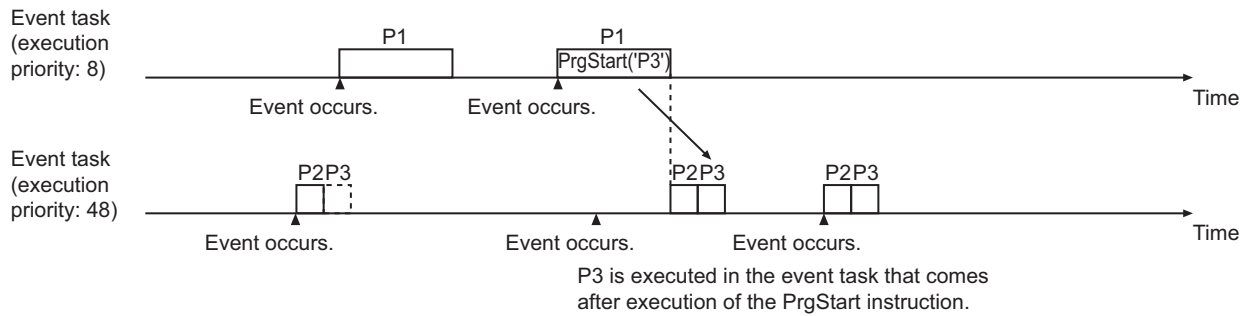 Event task
(execution
priority: 8)
P1
P1
PrgStart('P3')
Event occurs.
Event occurs.
Time
Event task
(execution
priority: 48)
P2P3
P2P3
P2P3
Event occurs.
Event occurs.
Event occurs.
Time
P3 is executed in the event task that comes
after execution of the PrgStart instruction.